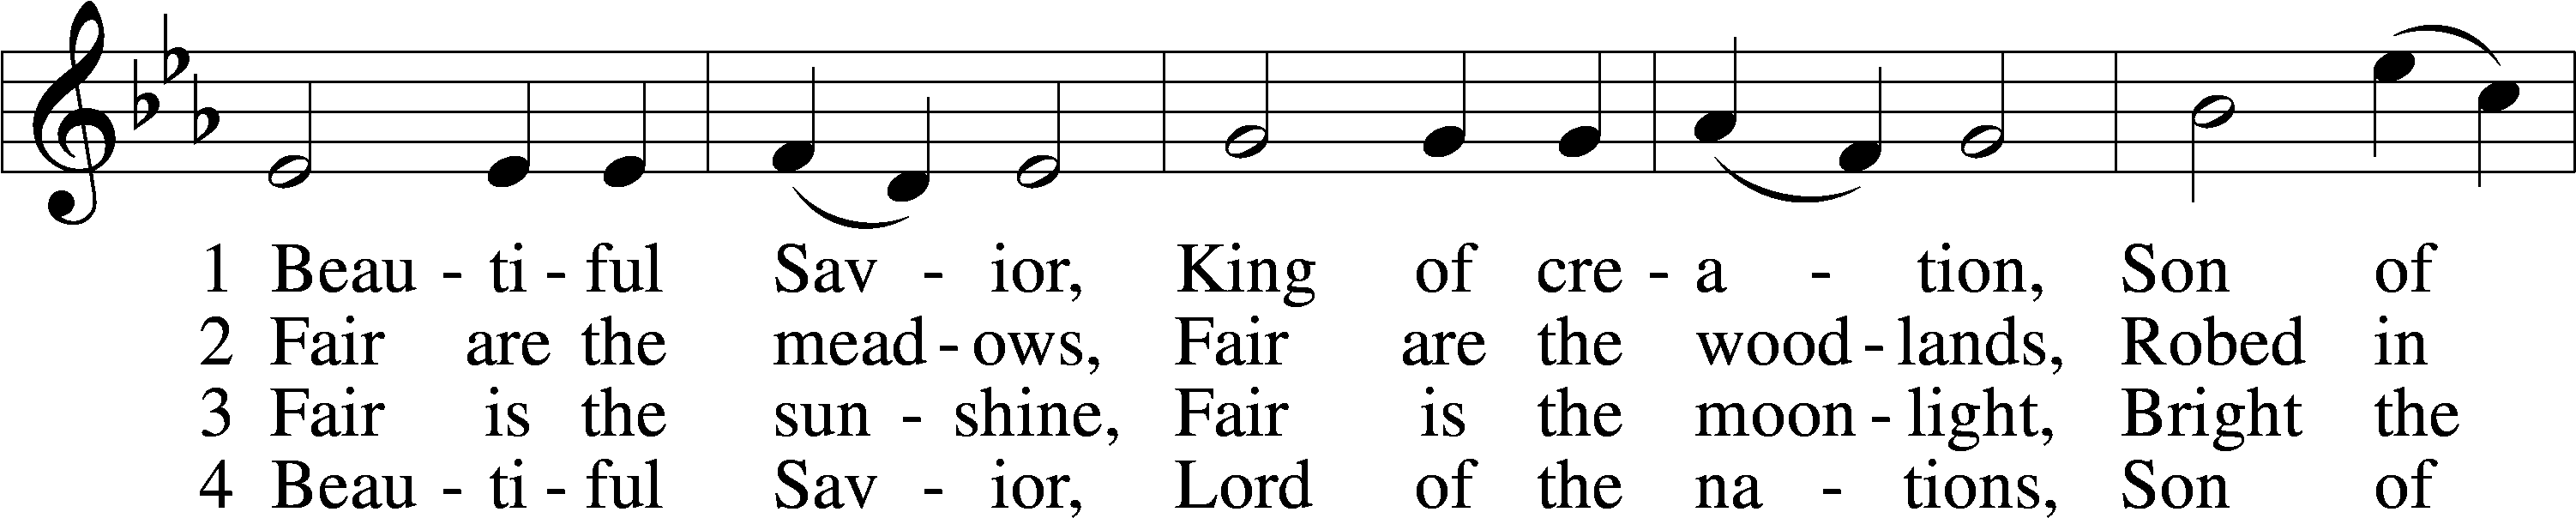 1 Beau - ti - ful Sav - ior, King of cre - a - tion, Son of
2 Fair are the mead - ows, Fair are the wood - lands, Robed in
3 Fair is the sun - shine, Fair is the moon - light, Bright the
4 Beau - ti - ful Sav - ior, Lord of the na - tions, Son of